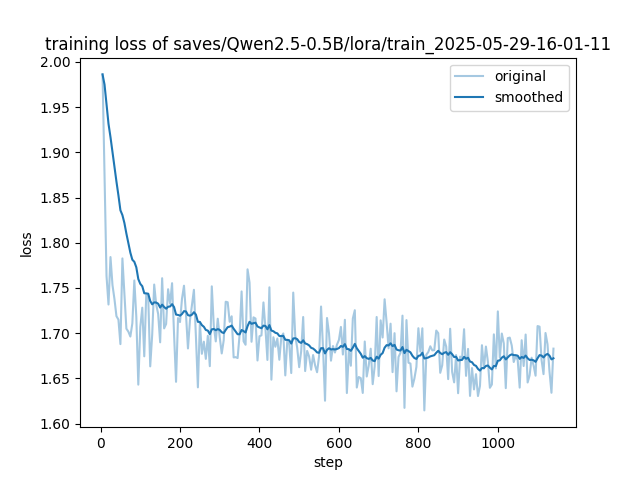 training loss of saves/Qwen2.5-0.5B/lora/train_2025-05-29-16-01-11
original
smoothed
2.00
1.95
1.90
1.85
1.80
1.75
1.70
1.65
1.60
loss
0 200 400 600 800 1000
step